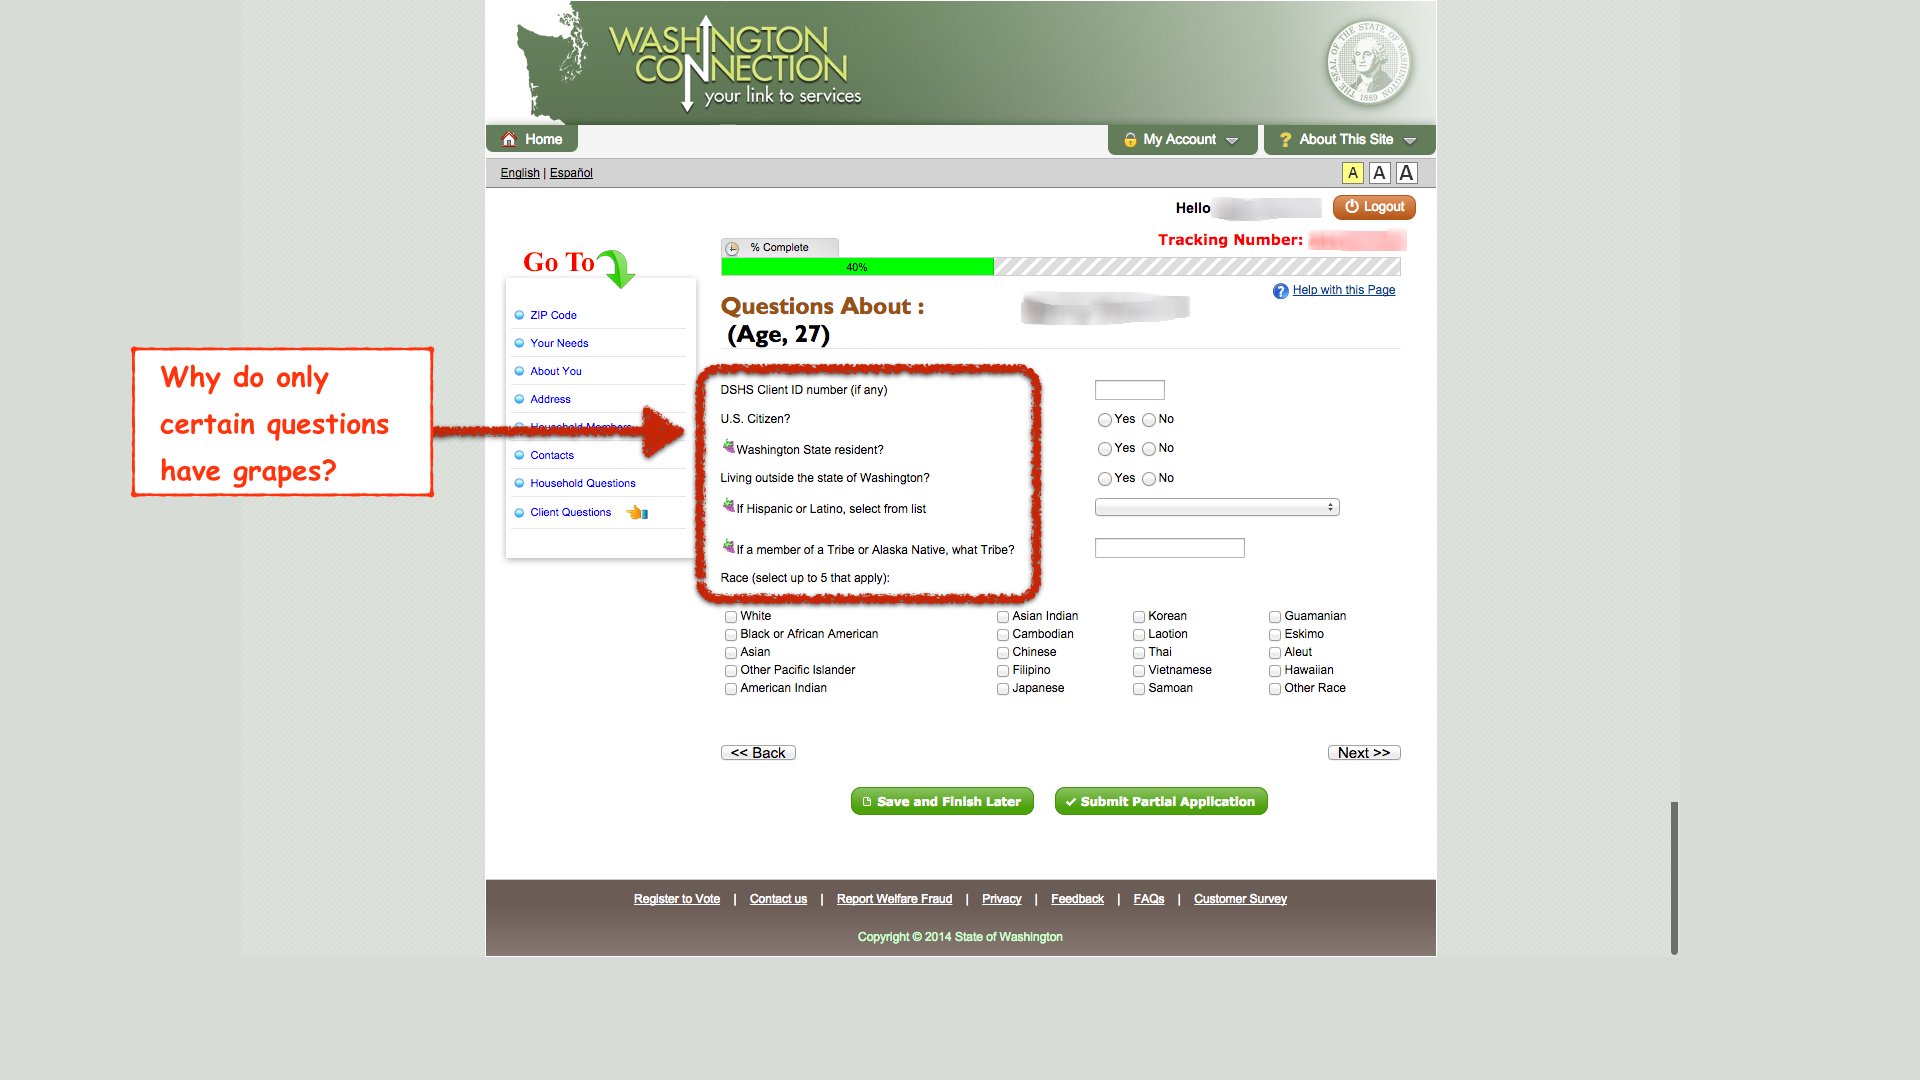 WASHINGTON
CONNECTION
your link to services
THE SEAL OF THE STATE OF WASHINGTON
1889
Home
My Account
? About This Site
English | Español
A A A
Hello
Logout
Tracking Number:
% Complete
40%
Go To
? Help with this Page
Questions About :
(Age, 27)
ZIP Code
Your Needs
About You
Address
Household Members
Contacts
Household Questions
Client Questions
Why do only
certain questions
have grapes?
DSHS Client ID number (if any)
U.S. Citizen? Yes No
Washington State resident? Yes No
Living outside the state of Washington? Yes No
If Hispanic or Latino, select from list
If a member of a Tribe or Alaska Native, what Tribe?
Race (select up to 5 that apply):
White Asian Indian Korean Guamanian
Black or African American Cambodian Laotion Eskimo
Asian Chinese Thai Aleut
Other Pacific Islander Filipino Vietnamese Hawaiian
American Indian Japanese Samoan Other Race
<< Back
Next >>
Save and Finish Later
Submit Partial Application
Register to Vote | Contact us | Report Welfare Fraud | Privacy | Feedback | FAQs | Customer Survey
Copyright © 2014 State of Washington